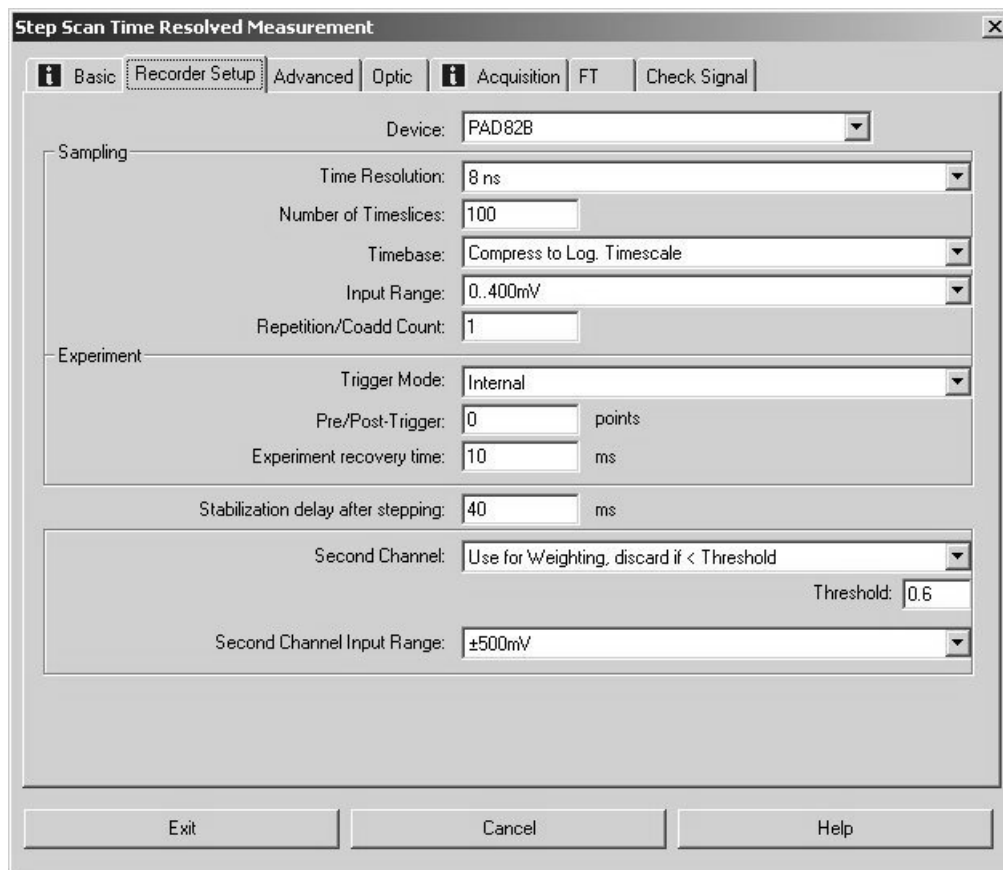 Step Scan Time Resolved Measurement
Basic Recorder Setup Advanced Optic Acquisition FT Check Signal
Device: PAD82B
Sampling
Time Resolution: 8 ns
Number of Timeslices: 100
Timebase: Compress to Log. Timescale
Input Range: 0..400mV
Repetition/Coadd Count: 1
Experiment
Trigger Mode: Internal
Pre/Post-Trigger: 0 points
Experiment recovery time: 10 ms
Stabilization delay after stepping: 40 ms
Second Channel: Use for Weighting, discard if < Threshold
Threshold: 0.6
Second Channel Input Range: ±500mV
Exit Cancel Help